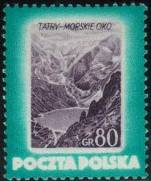 TATRY-MORSKIE OKO
GR 80
POCZTA POLSKA